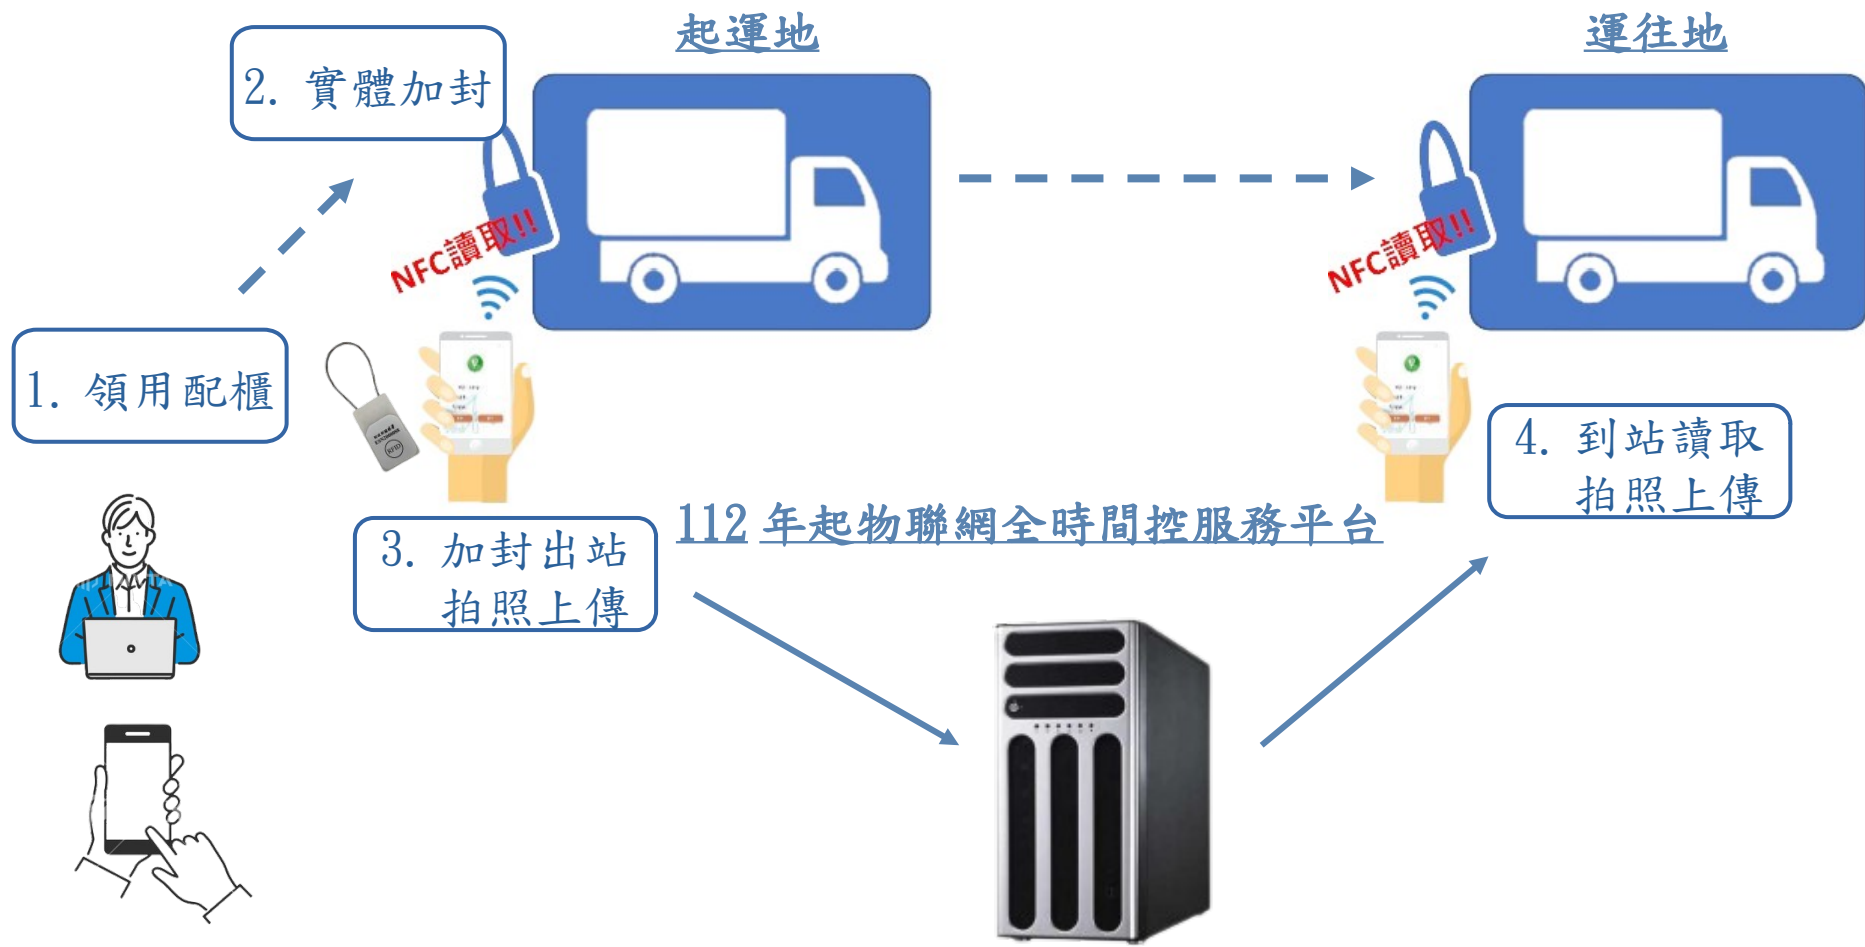 起運地
運往地
2. 實體加封
NFC讀取!!
NFC讀取!!
1. 領用配櫃
RFID
4. 到站讀取
拍照上傳
112 年起物聯網全時間控服務平台
3. 加封出站
拍照上傳